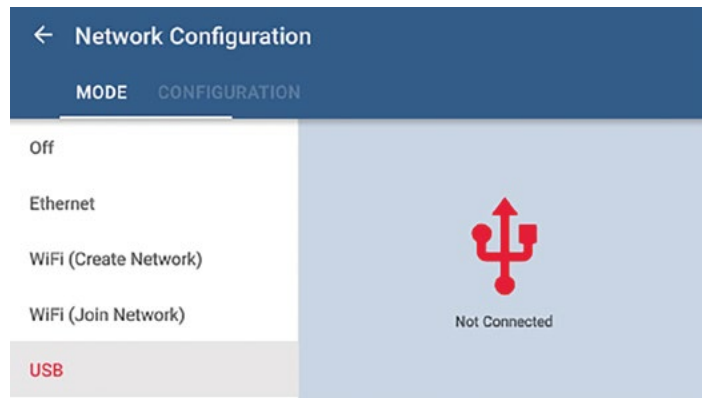 Network Configuration
MODE CONFIGURATION
Off
Ethernet
WiFi (Create Network)
WiFi (Join Network)
Not Connected
USB